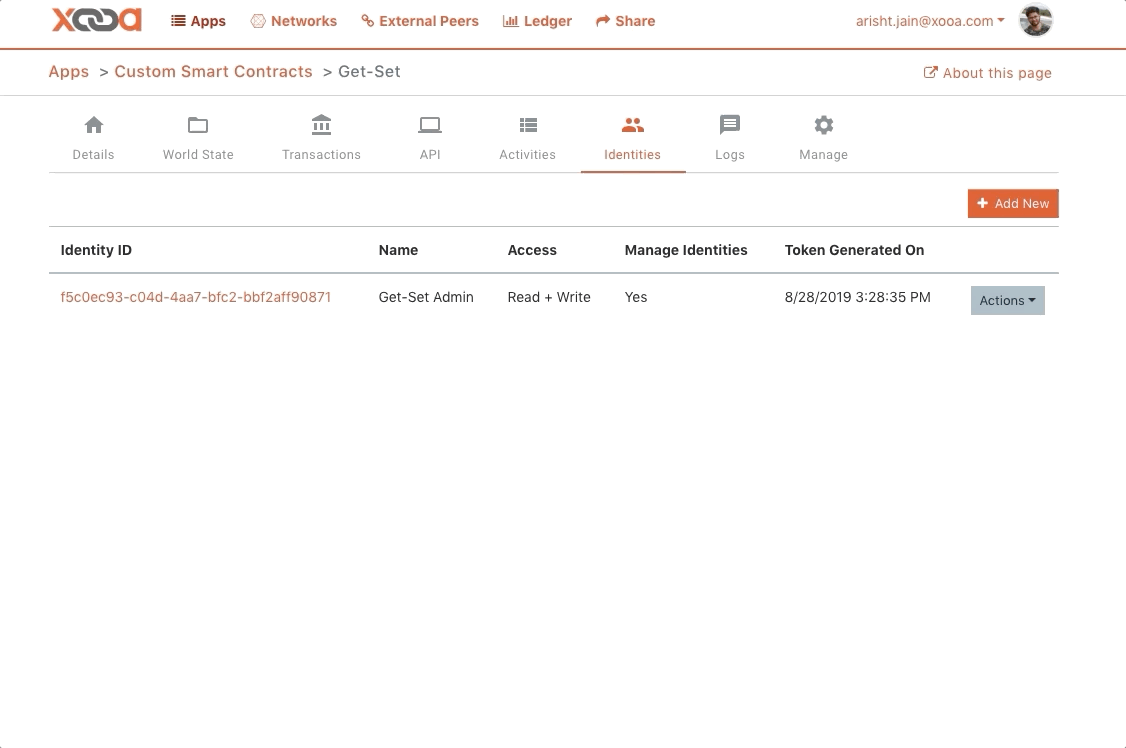 xooa Apps Networks External Peers Ledger Share arisht.jain@xooa.com
Apps > Custom Smart Contracts > Get-Set About this page
Details World State Transactions API Activities Identities Logs Manage
+ Add New
Identity ID Name Access Manage Identities Token Generated On
f5c0ec93-c04d-4aa7-bfc2-bbf2aff90871 Get-Set Admin Read + Write Yes 8/28/2019 3:28:35 PM Actions